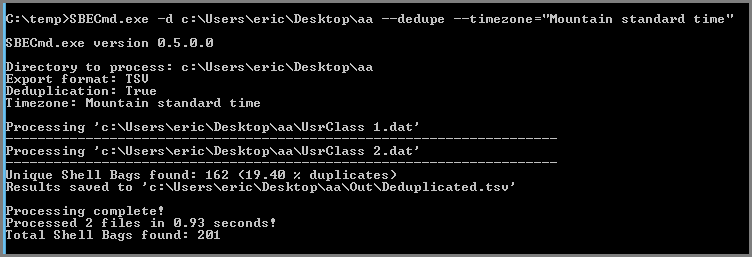 C:\temp>SBECmd.exe -d c:\Users\eric\Desktop\aa --dedupe --timezone="Mountain standard time"
SBECmd.exe version 0.5.0.0
Directory to process: c:\Users\eric\Desktop\aa
Export format: TSV
Deduplication: True
Timezone: Mountain standard time
Processing 'c:\Users\eric\Desktop\aa\UsrClass 1.dat'
Processing 'c:\Users\eric\Desktop\aa\UsrClass 2.dat'
Unique Shell Bags found: 162 (19.40 % duplicates)
Results saved to 'c:\Users\eric\Desktop\aa\Out\Deduplicated.tsv'
Processing complete!
Processed 2 files in 0.93 seconds!
Total Shell Bags found: 201